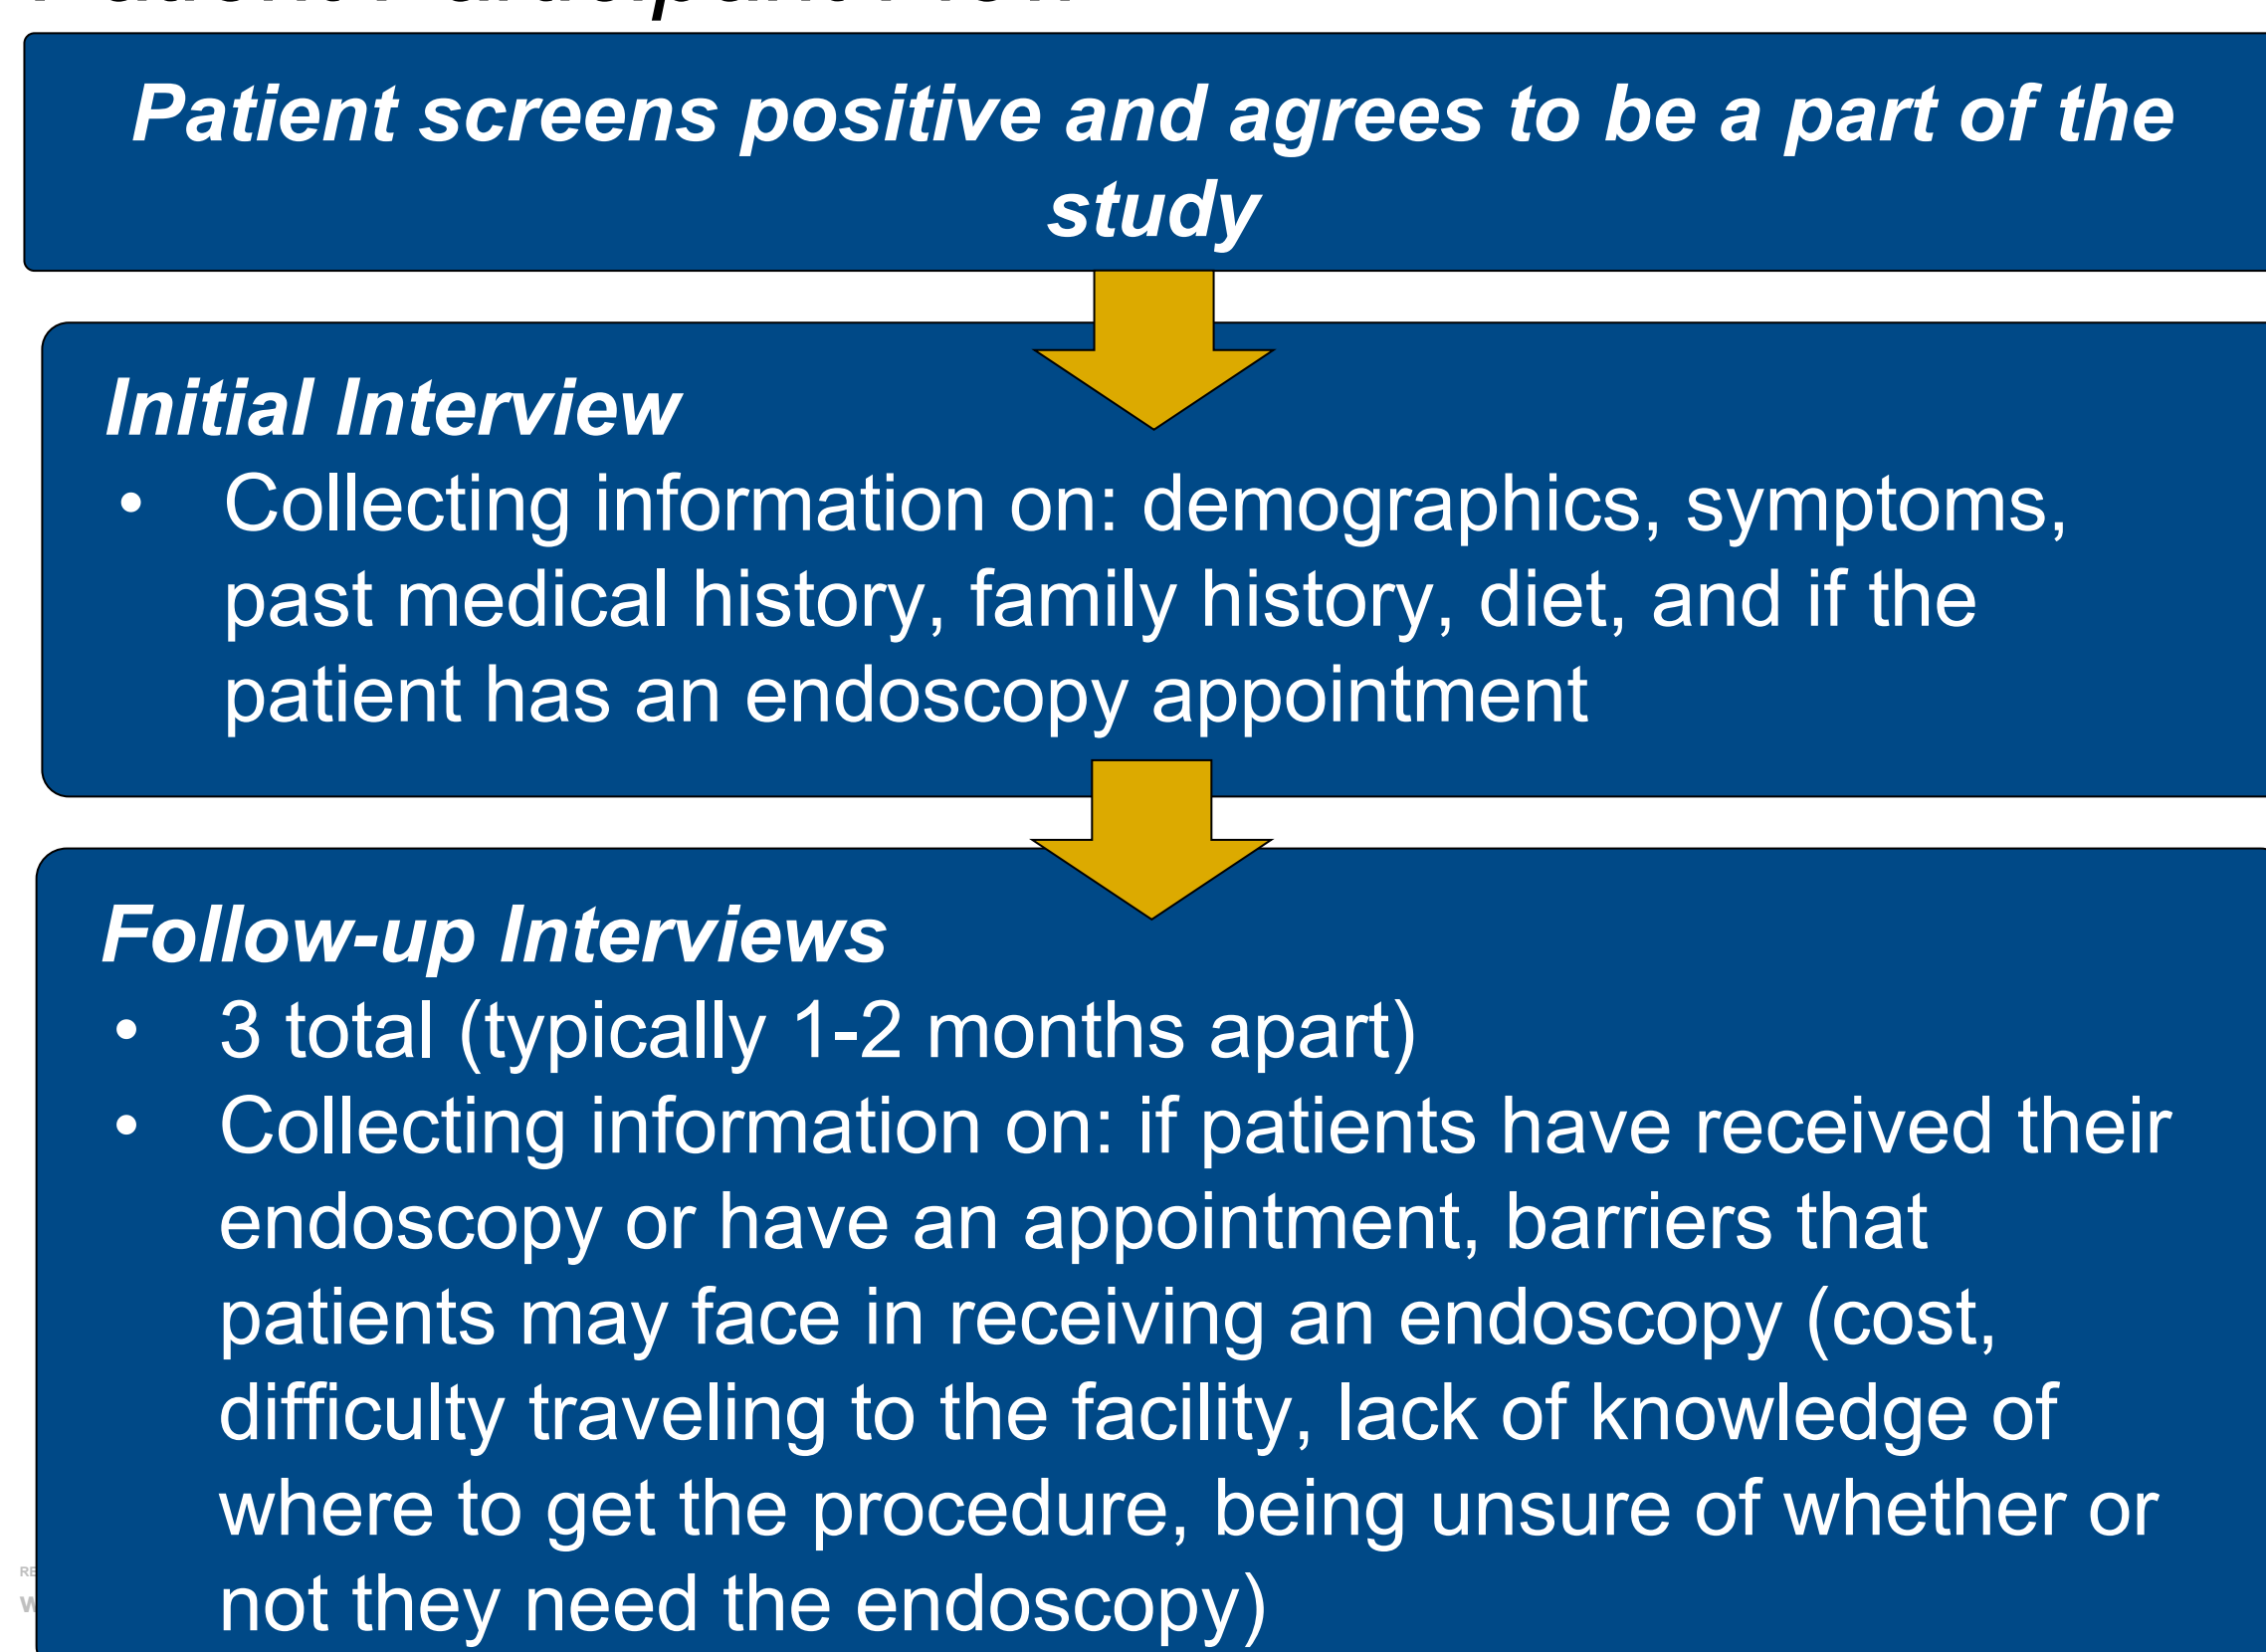 Patient screens positive and agrees to be a part of the
study
Initial Interview
• Collecting information on: demographics, symptoms,
past medical history, family history, diet, and if the
patient has an endoscopy appointment
Follow-up Interviews
• 3 total (typically 1-2 months apart)
• Collecting information on: if patients have received their
endoscopy or have an appointment, barriers that
patients may face in receiving an endoscopy (cost,
difficulty traveling to the facility, lack of knowledge of
where to get the procedure, being unsure of whether or
not they need the endoscopy)